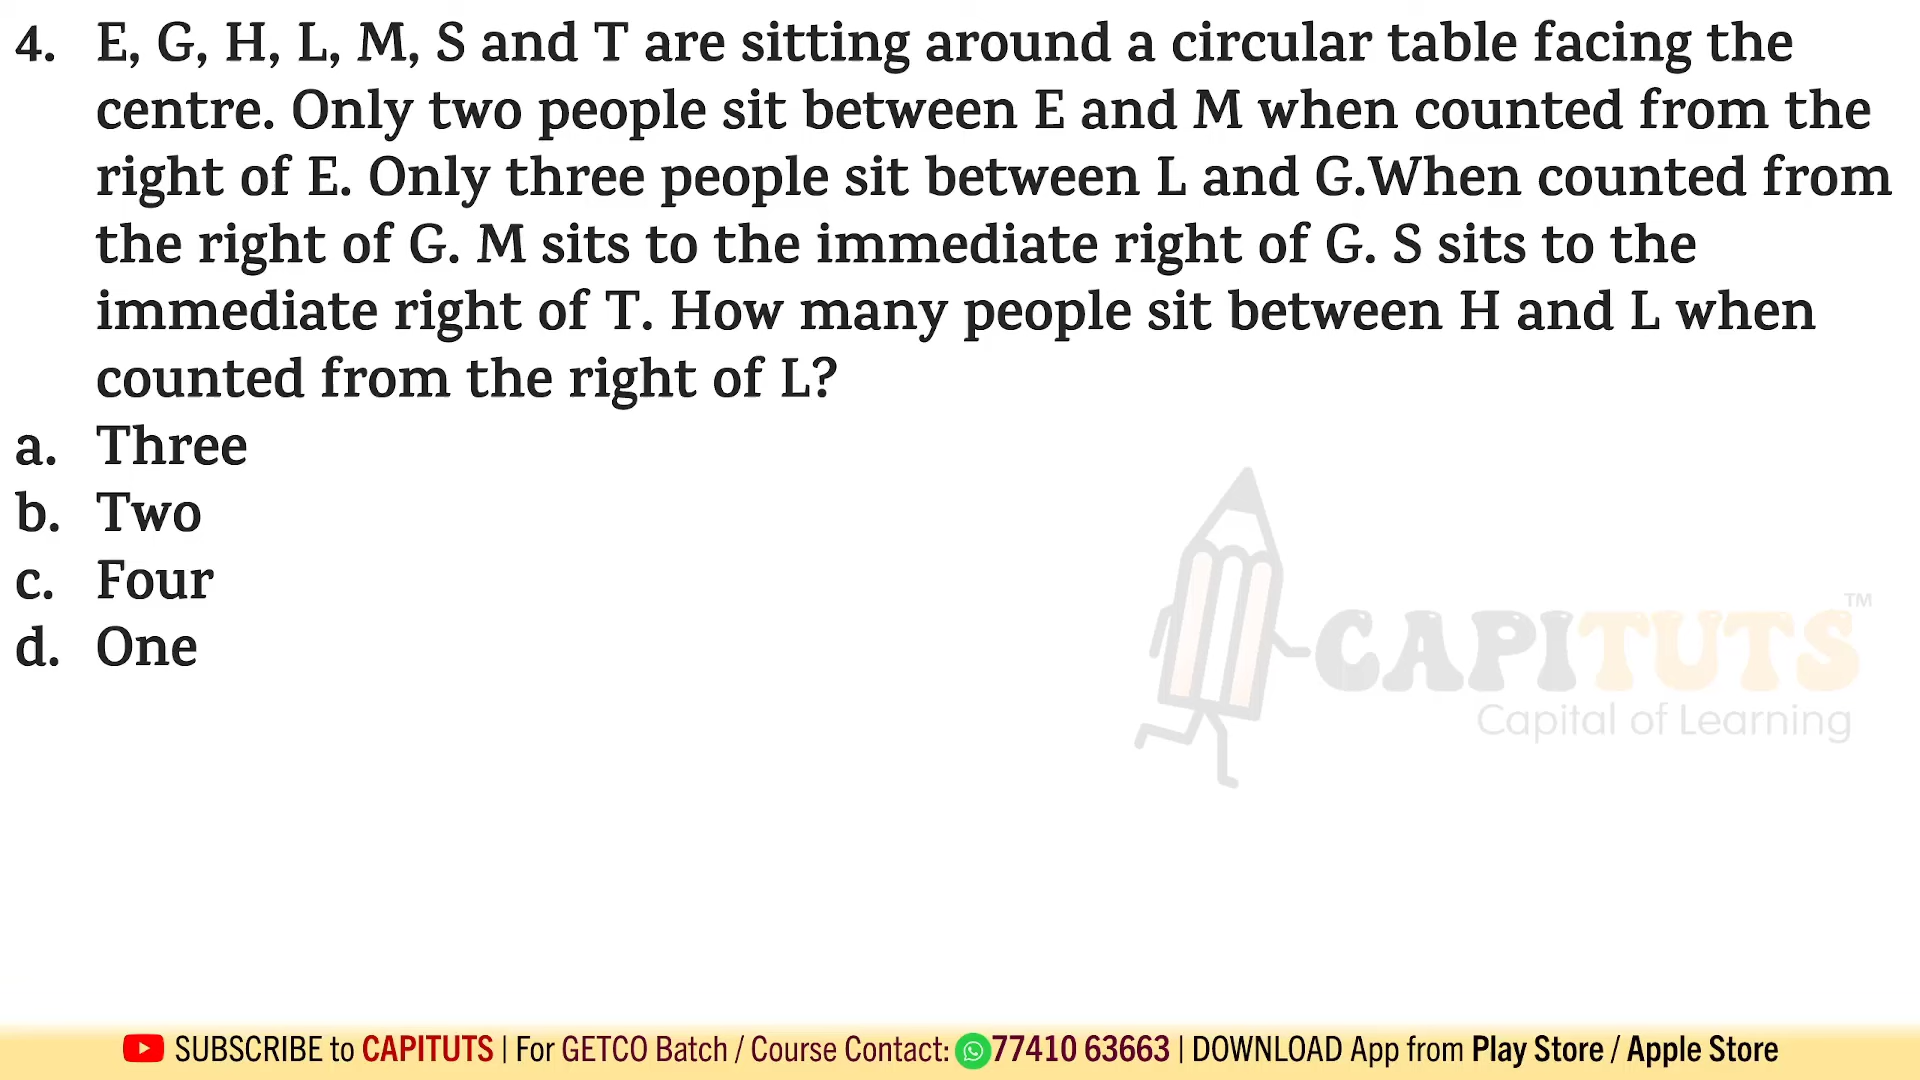 4. E, G, H, L, M, S and T are sitting around a circular table facing the
centre. Only two people sit between E and M when counted from the
right of E. Only three people sit between L and G.When counted from
the right of G. M sits to the immediate right of G. S sits to the
immediate right of T. How many people sit between H and L when
counted from the right of L?
a. Three
b. Two
c. Four
d. One
CAPITUTS™
Capital of Learning
SUBSCRIBE to CAPITUTS | For GETCO Batch / Course Contact: 77410 63663 | DOWNLOAD App from Play Store / Apple Store